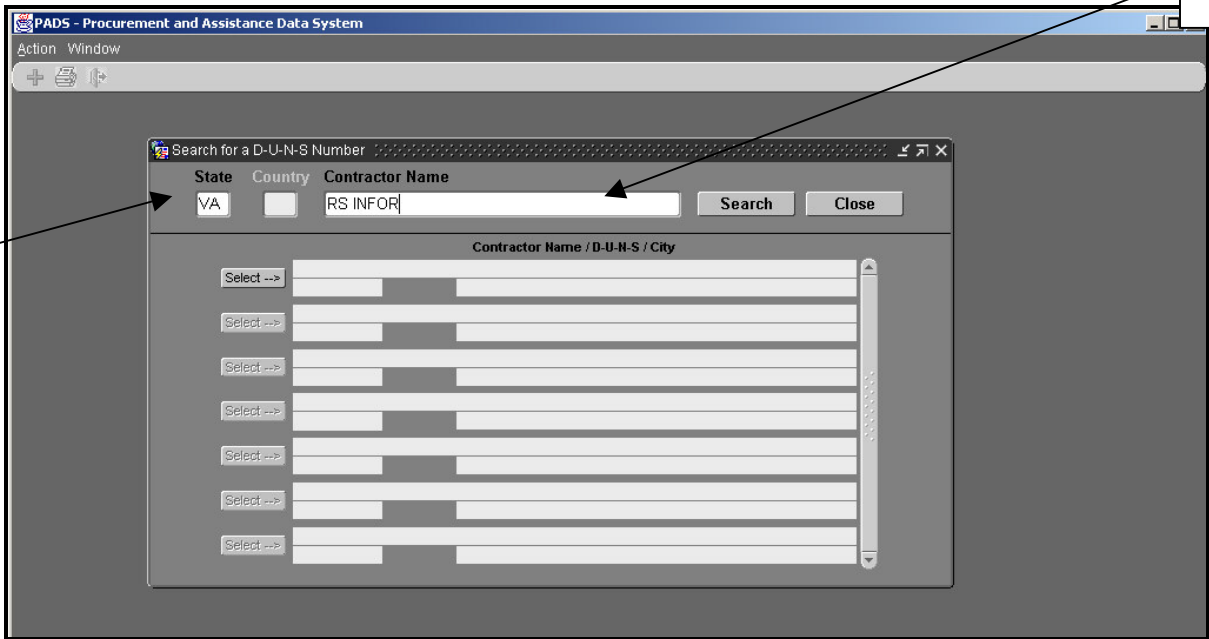 PADS - Procurement and Assistance Data System
Action Window
Search for a D-U-N-S Number
State Country Contractor Name
VA RS INFOR Search Close
Contractor Name / D-U-N-S / City
Select -->
Select -->
Select -->
Select -->
Select -->
Select -->
Select -->